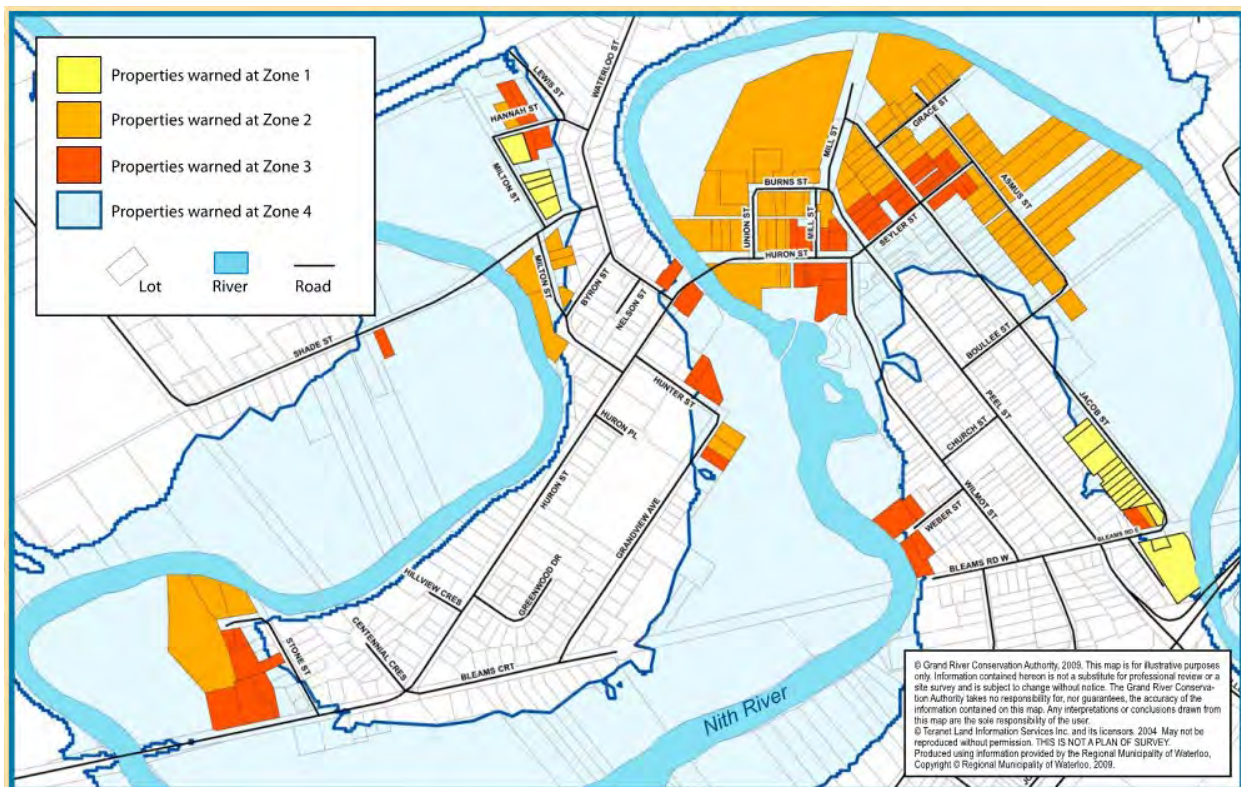 Properties warned at Zone 1
Properties warned at Zone 2
Properties warned at Zone 3
Properties warned at Zone 4
Lot
River
Road
LEWIS ST
WATERLOO ST
HANNAH ST
MILTON ST
MILTON ST
BYRON ST
NELSON ST
SHADE ST
HUNTER ST
HURON PL
HURON ST
GRANDVIEW AVE
GREENWOOD DR
HILLVIEW CRES
CENTENNIAL CRES
STONE ST
BLEAMS CRT
MILL ST
GRACE ST
ASMUS ST
BURNS ST
UNION ST
MILL ST
SEYLER ST
HURON ST
BOULLEE ST
JACOB ST
PEEL ST
CHURCH ST
WILMOT ST
WEBER ST
BLEAMS RD E
BLEAMS RD W
Nith River
© Grand River Conservation Authority, 2009. This map is for illustrative purposes
only. Information contained hereon is not a substitute for professional review or a
site survey and is subject to change without notice. The Grand River Conserva-
tion Authority takes no responsibility for, nor guarantees, the accuracy of the
information contained on this map. Any interpretations or conclusions drawn from
this map are the sole responsibility of the user.
© Teranet Land Information Services Inc. and its licensors. 2004 May not be
reproduced without permission. THIS IS NOT A PLAN OF SURVEY.
Produced using information provided by the Regional Municipality of Waterloo,
Copyright © Regional Municipality of Waterloo, 2009.